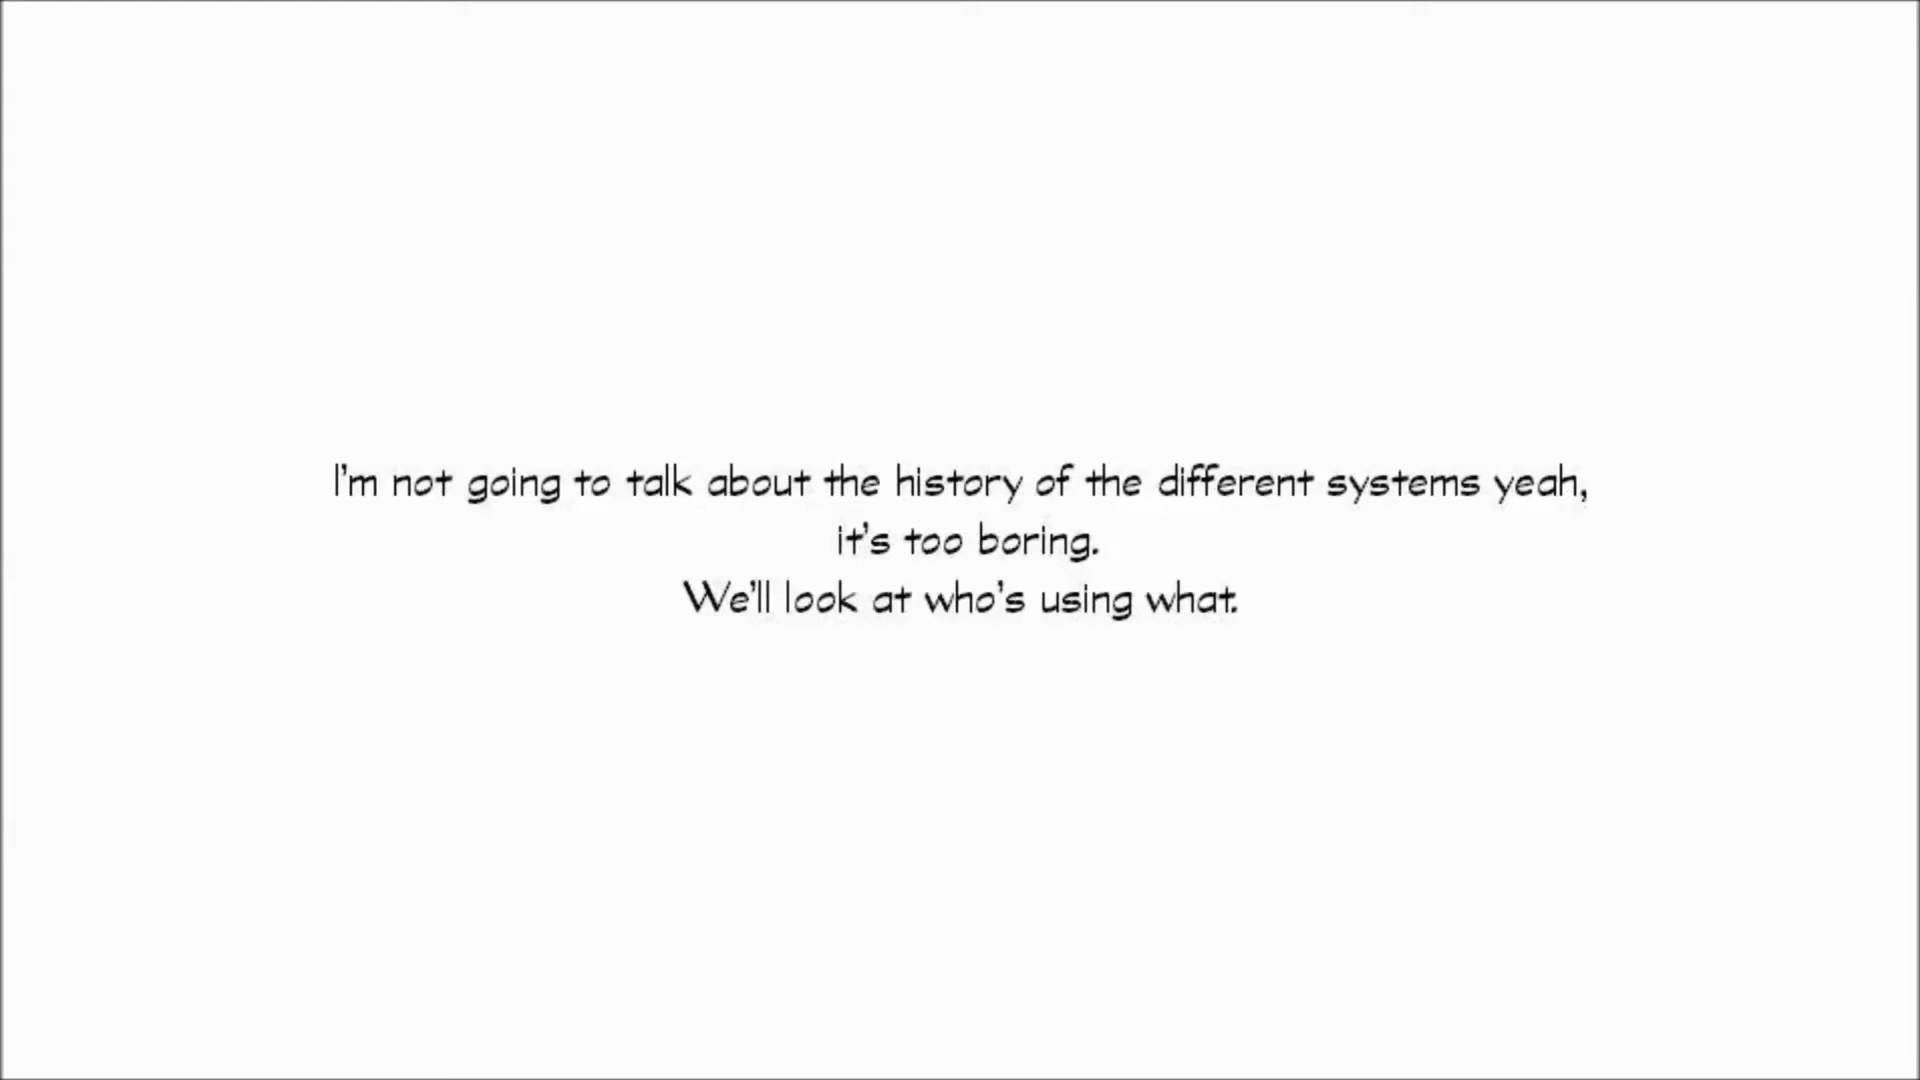 I'm not going to talk about the history of the different systems yeah,
it's too boring.
We'll look at who's using what.